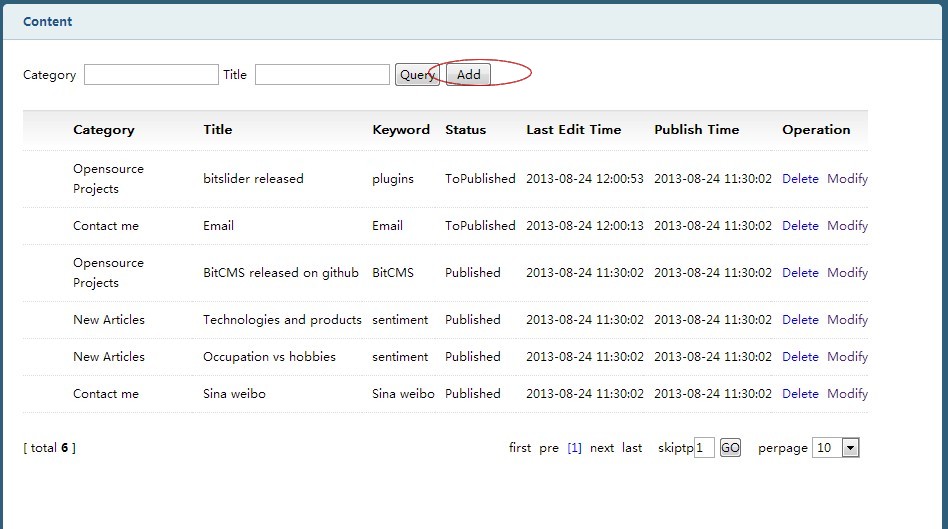 Content
Category Title Query Add
Category Title Keyword Status Last Edit Time Publish Time Operation
Opensource
Projects bitslider released plugins ToPublished 2013-08-24 12:00:53 2013-08-24 11:30:02 Delete Modify
Contact me Email Email ToPublished 2013-08-24 12:00:13 2013-08-24 11:30:02 Delete Modify
Opensource
Projects BitCMS released on github BitCMS Published 2013-08-24 11:30:02 2013-08-24 11:30:02 Delete Modify
New Articles Technologies and products sentiment Published 2013-08-24 11:30:02 2013-08-24 11:30:02 Delete Modify
New Articles Occupation vs hobbies sentiment Published 2013-08-24 11:30:02 2013-08-24 11:30:02 Delete Modify
Contact me Sina weibo Sina weibo Published 2013-08-24 11:30:02 2013-08-24 11:30:02 Delete Modify
[ total 6 ] first pre [1] next last skiptp 1 GO perpage 10